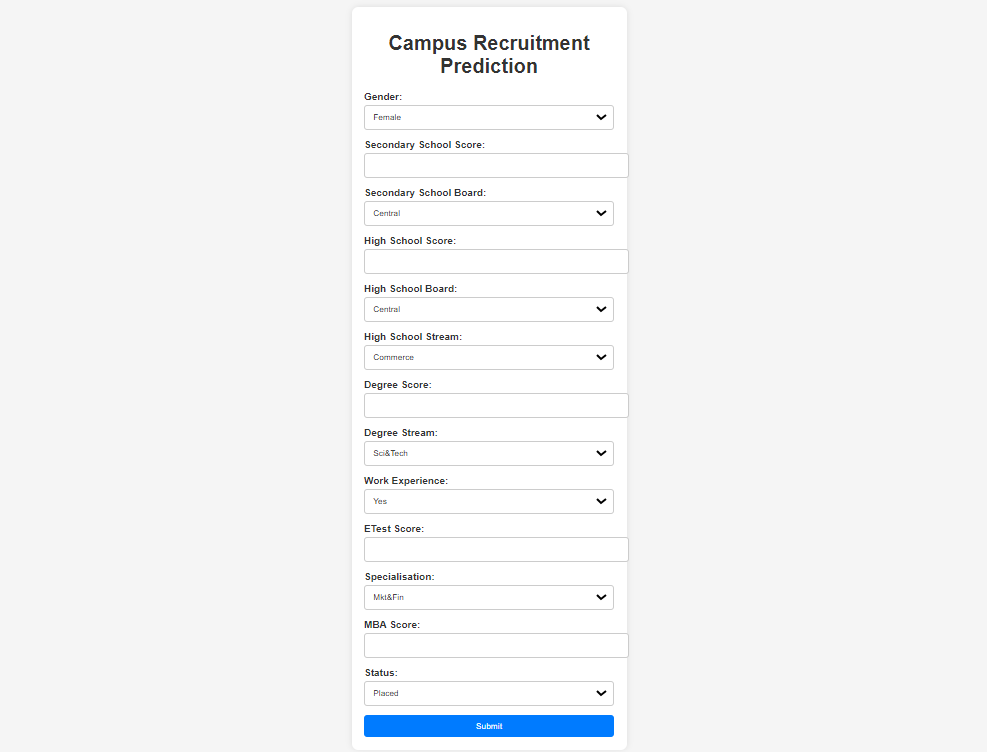 Campus Recruitment
Prediction
Gender:
Female
Secondary School Score:
Secondary School Board:
Central
High School Score:
High School Board:
Central
High School Stream:
Commerce
Degree Score:
Degree Stream:
Sci&Tech
Work Experience:
Yes
ETest Score:
Specialisation:
Mkt&Fin
MBA Score:
Status:
Placed
Submit